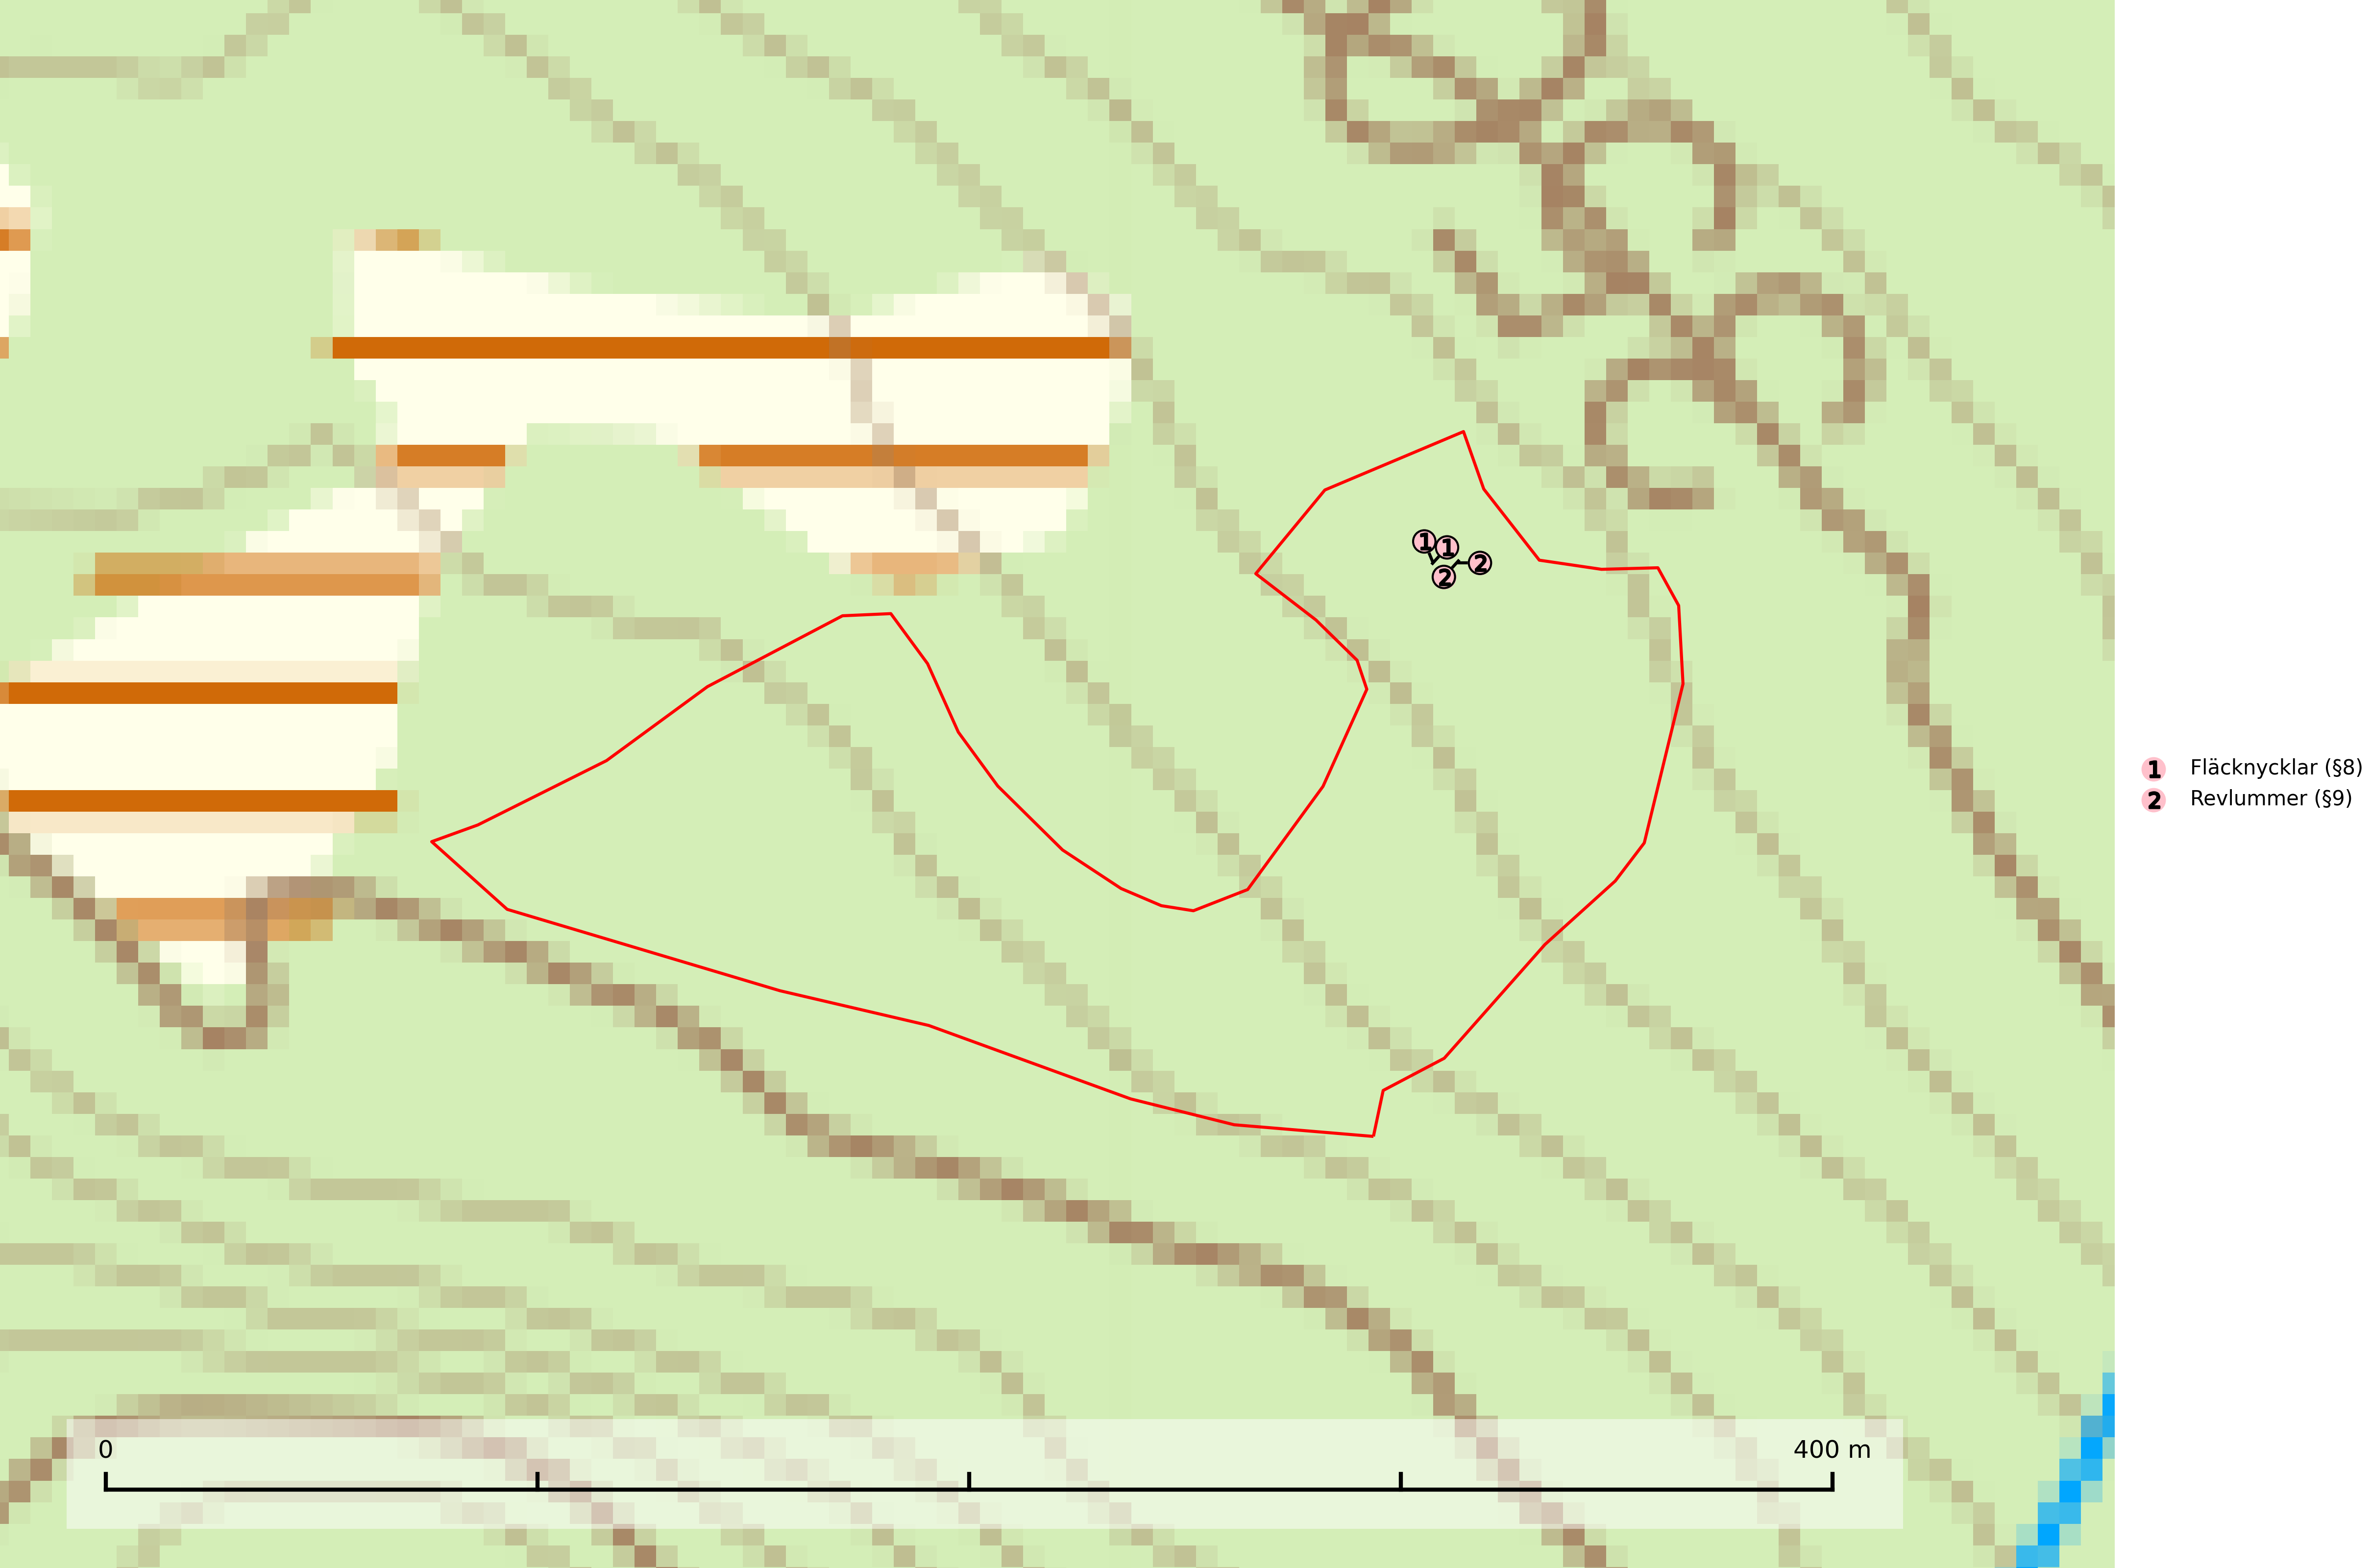 1 1
2
2
1 Fläcknycklar (§8)
2 Revlummer (§9)
0 400 m